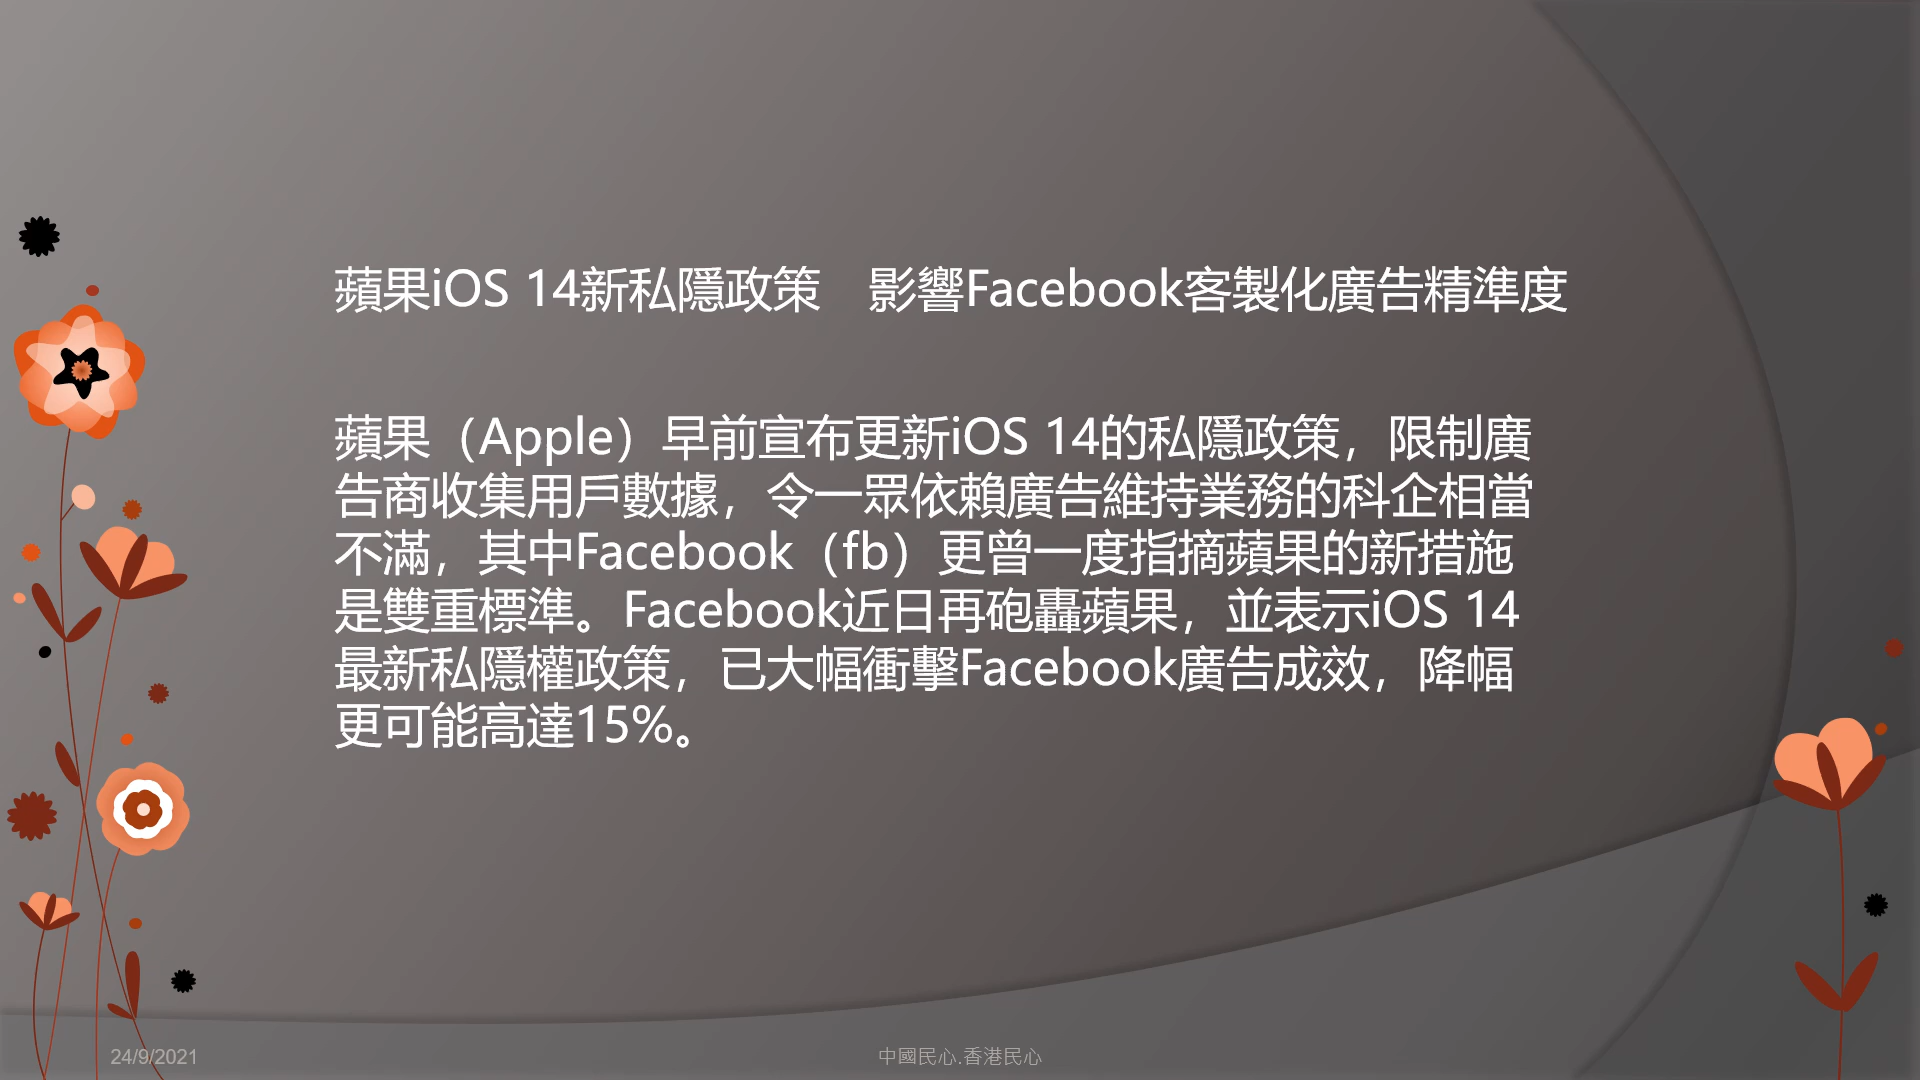 蘋果iOS 14新私隱政策　影響Facebook客製化廣告精準度
蘋果（Apple）早前宣布更新iOS 14的私隱政策，限制廣
告商收集用戶數據，令一眾依賴廣告維持業務的科企相當
不滿，其中Facebook（fb）更曾一度指摘蘋果的新措施
是雙重標準。Facebook近日再砲轟蘋果，並表示iOS 14
最新私隱權政策，已大幅衝擊Facebook廣告成效，降幅
更可能高達15%。
24/9/2021
中國民心.香港民心